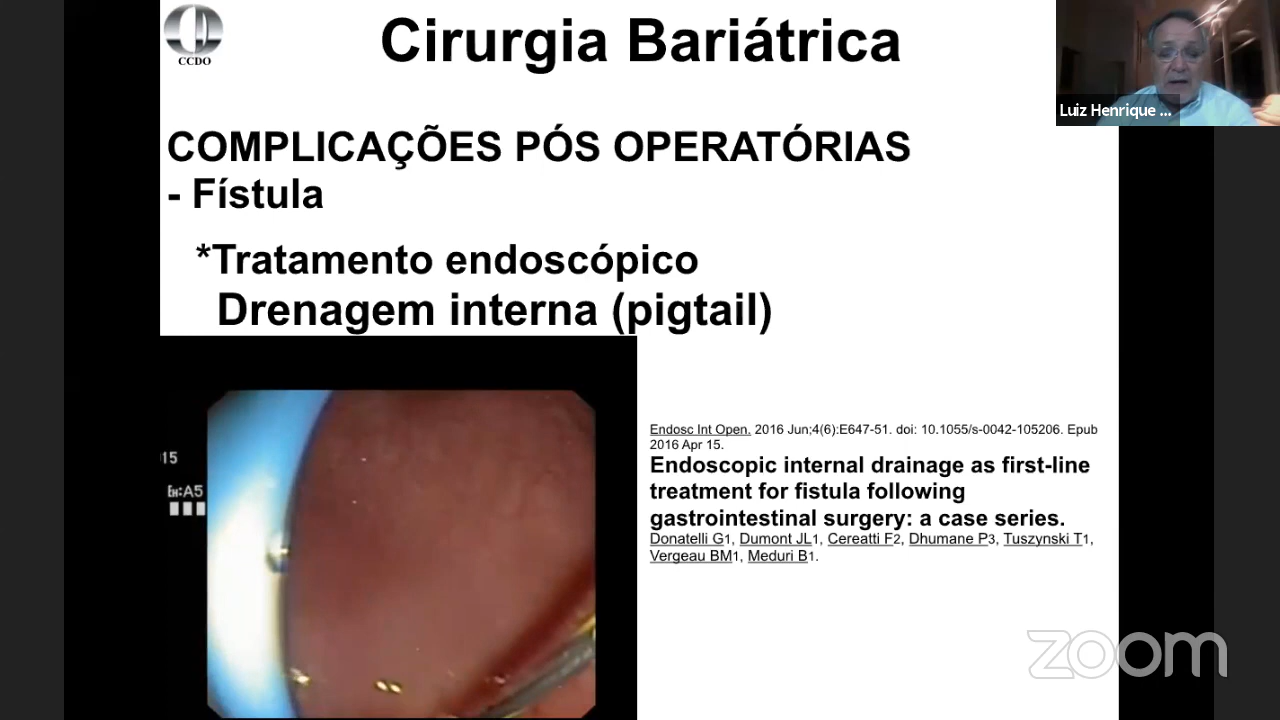 CCDO
Cirurgia Bariátrica
Luiz Henrique ...
COMPLICAÇÕES PÓS OPERATÓRIAS
- Fístula
*Tratamento endoscópico
Drenagem interna (pigtail)
15
Eh:A5
Endosc Int Open. 2016 Jun;4(6):E647-51. doi: 10.1055/s-0042-105206. Epub
2016 Apr 15.
Endoscopic internal drainage as first-line
treatment for fistula following
gastrointestinal surgery: a case series.
Donatelli G1, Dumont JL1, Cereatti F2, Dhumane P3, Tuszynski T1,
Vergeau BM1, Meduri B1.
zoom